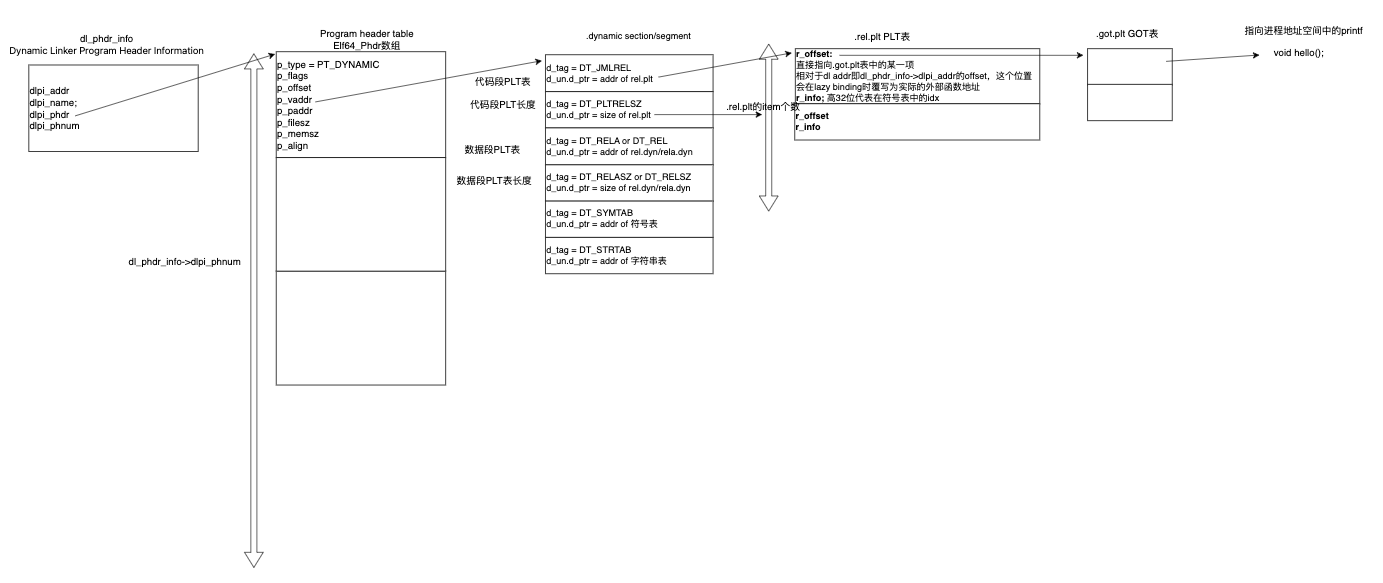 dl_phdr_info
Dynamic Linker Program Header Information
dlpi_addr
dlpi_name;
dlpi_phdr
dlpi_phnum
dl_phdr_info->dlpi_phnum
Program header table
Elf64_Phdr数组
p_type = PT_DYNAMIC
p_flags
p_offset
p_vaddr
p_paddr
p_filesz
p_memsz
p_align
代码段PLT表
代码段PLT长度
数据段PLT表
数据段PLT表长度
.dynamic section/segment
d_tag = DT_JMLREL
d_un.d_ptr = addr of rel.plt
d_tag = DT_PLTRELSZ
d_un.d_ptr = size of rel.plt
d_tag = DT_RELA or DT_REL
d_un.d_ptr = addr of rel.dyn/rela.dyn
d_tag = DT_RELASZ or DT_RELSZ
d_un.d_ptr = size of rel.dyn/rela.dyn
d_tag = DT_SYMTAB
d_un.d_ptr = addr of 符号表
d_tag = DT_STRTAB
d_un.d_ptr = addr of 字符串表
.rel.plt的item个数
.rel.plt PLT表
r_offset:
直接指向.got.plt表中的某一项
相对于dl addr即dl_phdr_info->dlpi_addr的offset，这个位置
会在lazy binding时覆写为实际的外部函数地址
r_info; 高32位代表在符号表中的idx
r_offset
r_info
.got.plt GOT表
指向进程地址空间中的printf
void hello();